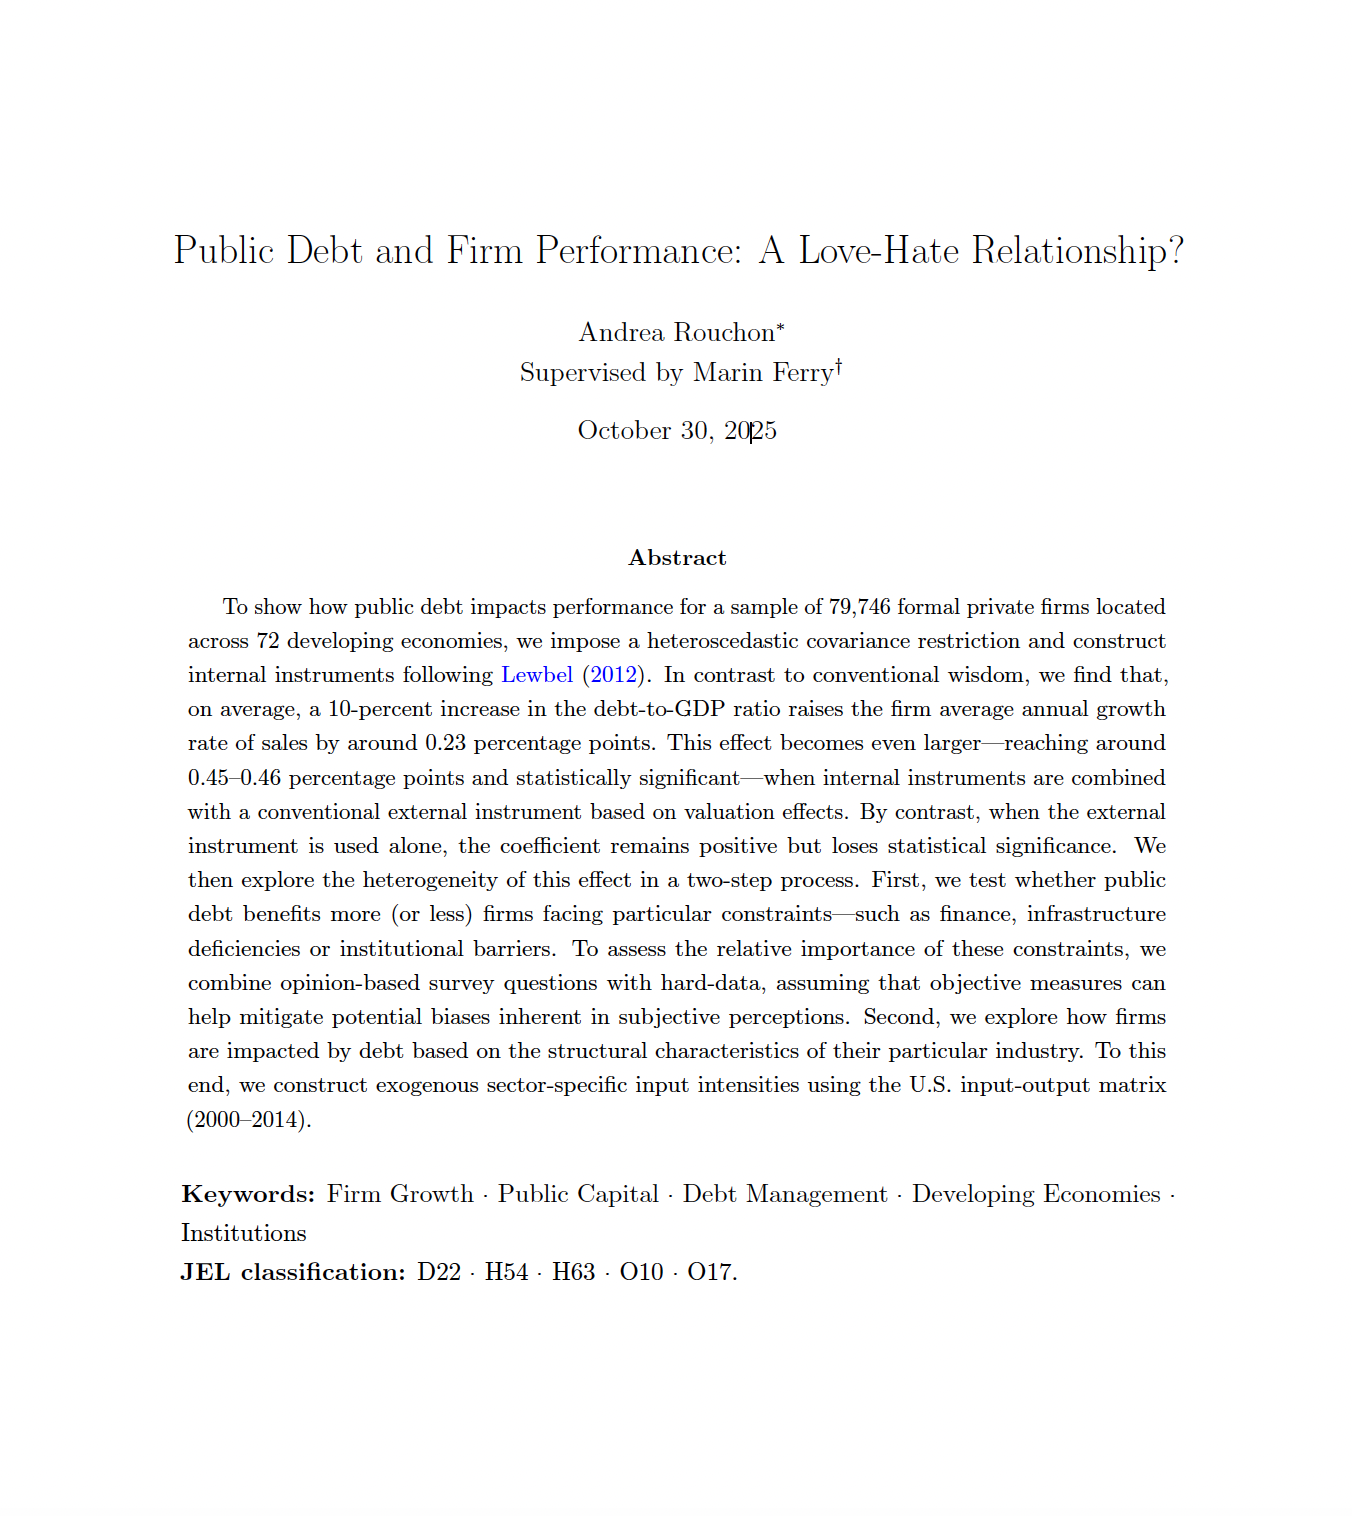 Public Debt and Firm Performance: A Love-Hate Relationship?
Andrea Rouchon*
Supervised by Marin Ferry†
October 30, 2025
Abstract
To show how public debt impacts performance for a sample of 79,746 formal private firms located
across 72 developing economies, we impose a heteroscedastic covariance restriction and construct
internal instruments following Lewbel (2012). In contrast to conventional wisdom, we find that,
on average, a 10-percent increase in the debt-to-GDP ratio raises the firm average annual growth
rate of sales by around 0.23 percentage points. This effect becomes even larger—reaching around
0.45–0.46 percentage points and statistically significant—when internal instruments are combined
with a conventional external instrument based on valuation effects. By contrast, when the external
instrument is used alone, the coefficient remains positive but loses statistical significance. We
then explore the heterogeneity of this effect in a two-step process. First, we test whether public
debt benefits more (or less) firms facing particular constraints—such as finance, infrastructure
deficiencies or institutional barriers. To assess the relative importance of these constraints, we
combine opinion-based survey questions with hard-data, assuming that objective measures can
help mitigate potential biases inherent in subjective perceptions. Second, we explore how firms
are impacted by debt based on the structural characteristics of their particular industry. To this
end, we construct exogenous sector-specific input intensities using the U.S. input-output matrix
(2000–2014).
Keywords: Firm Growth · Public Capital · Debt Management · Developing Economies ·
Institutions
JEL classification: D22 · H54 · H63 · O10 · O17.